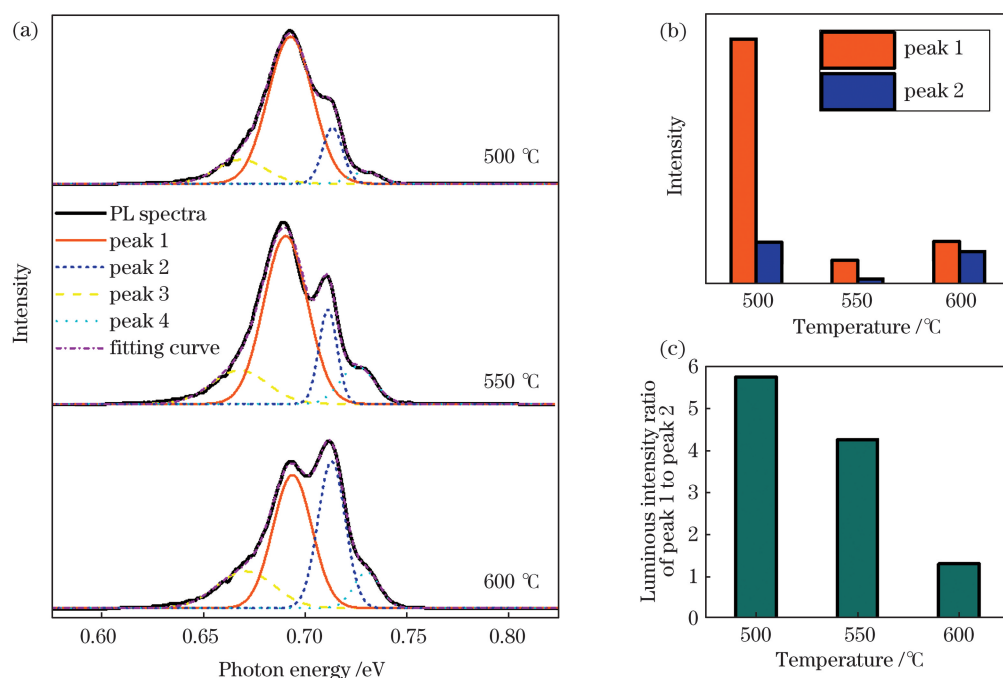 (a)
500 ℃
PL spectra
peak 1
peak 2
peak 3
peak 4
fitting curve
550 ℃
600 ℃
Intensity
0.60 0.65 0.70 0.75 0.80
Photon energy /eV
(b)
peak 1
peak 2
Intensity
500 550 600
Temperature /℃
(c)
6
5
4
3
2
1
0
Luminous intensity ratio
of peak 1 to peak 2
500 550 600
Temperature /℃